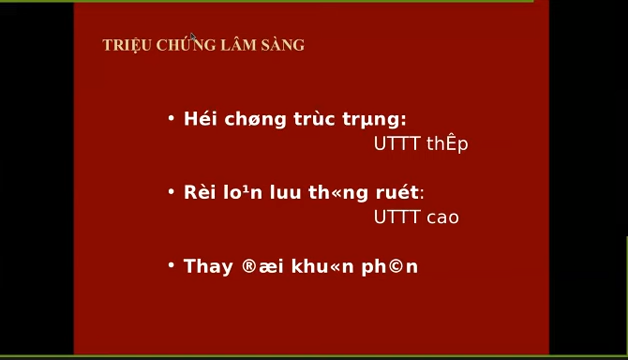 TRIỆU CHỨNG LÂM SÀNG
• Héi chøng trùc trµng:
UTTT thÊp
• Rèi lo¹n luu th«ng ruét:
UTTT cao
• Thay ®æi khu«n ph©n